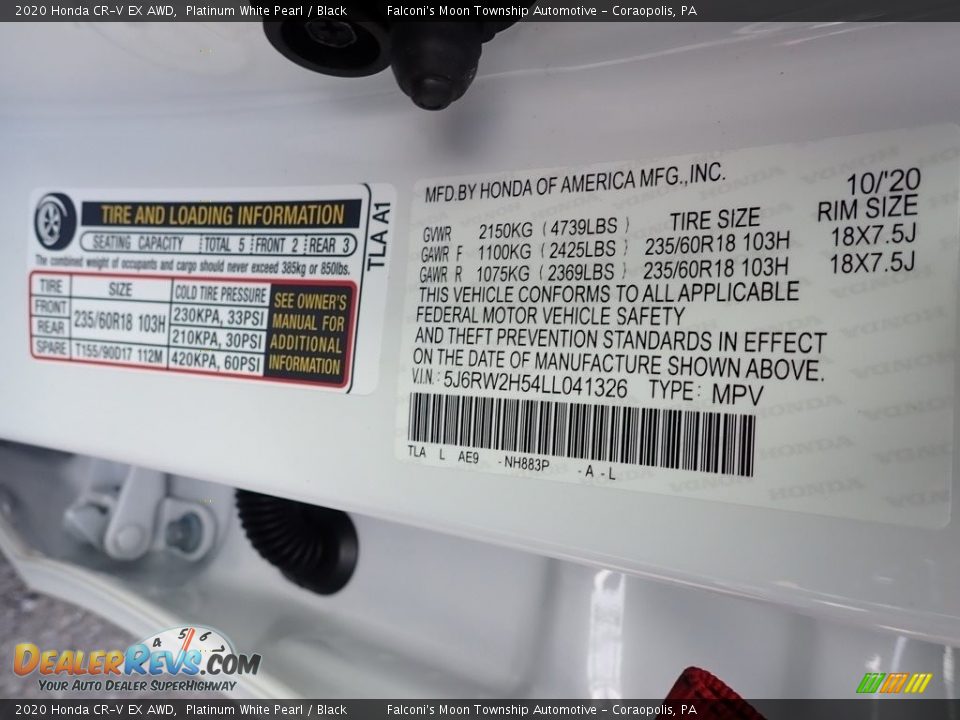 2020 Honda CR-V EX AWD, Platinum White Pearl / Black Falconi's Moon Township Automotive - Coraopolis, PA
TIRE AND LOADING INFORMATION
SEATING CAPACITY TOTAL 5 FRONT 2 REAR 3
The combined weight of occupants and cargo should never exceed 385kg or 850lbs.
TIRE SIZE COLD TIRE PRESSURE
FRONT 235/60R18 103H 230KPA, 33PSI
REAR 210KPA, 30PSI
SPARE T155/90D17 112M 420KPA, 60PSI
SEE OWNER'S
MANUAL FOR
ADDITIONAL
INFORMATION
TLA A1
MFD.BY HONDA OF AMERICA MFG.,INC.
10/'20
GVWR 2150KG (4739LBS) TIRE SIZE RIM SIZE
GAWR F 1100KG (2425LBS) 235/60R18 103H 18X7.5J
GAWR R 1075KG (2369LBS) 235/60R18 103H 18X7.5J
THIS VEHICLE CONFORMS TO ALL APPLICABLE
FEDERAL MOTOR VEHICLE SAFETY
AND THEFT PREVENTION STANDARDS IN EFFECT
ON THE DATE OF MANUFACTURE SHOWN ABOVE.
V.I.N.: 5J6RW2H54LL041326 TYPE: MPV
TLA L AE9 -NH883P -A-L
HONDA
4 5 6 7
DealerRevs.com
Your Auto Dealer SuperHighway
2020 Honda CR-V EX AWD, Platinum White Pearl / Black Falconi's Moon Township Automotive - Coraopolis, PA